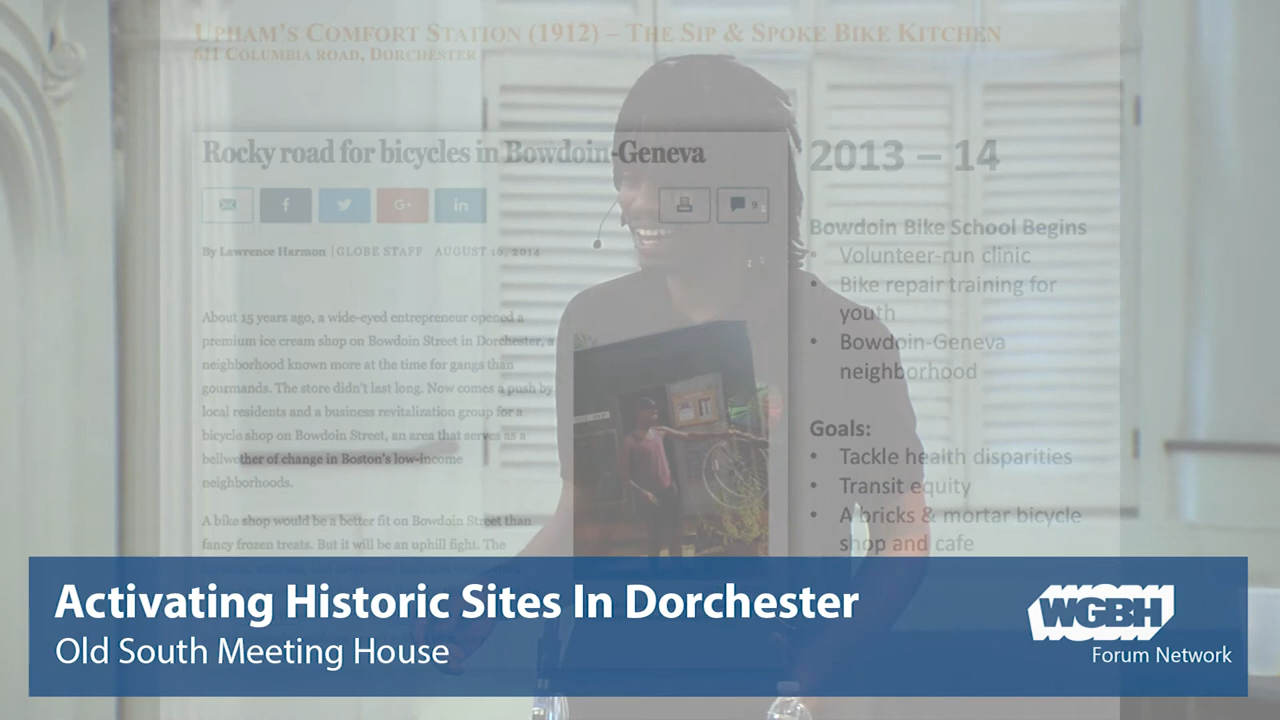 UPHAM'S COMFORT STATION (1912) – THE SIP & SPOKE BIKE KITCHEN
611 COLUMBIA ROAD, DORCHESTER
Rocky road for bicycles in Bowdoin-Geneva
f
G+
in
9
By Lawrence Harmon | GLOBE STAFF AUGUST 10, 2014
About 15 years ago, a wide-eyed entrepreneur opened a
premium ice cream shop on Bowdoin Street in Dorchester, a
neighborhood known more at the time for gangs than
gourmands. The store didn't last long. Now comes a push by
local residents and a business revitalization group for a
bicycle shop on Bowdoin Street, an area that serves as a
bellwether of change in Boston's low-income
neighborhoods.
A bike shop would be a better fit on Bowdoin Street than
fancy frozen treats. But it will be an uphill fight. The
2013 – 14
Bowdoin Bike School Begins
• Volunteer-run clinic
• Bike repair training for
youth
• Bowdoin-Geneva
neighborhood
Goals:
• Tackle health disparities
• Transit equity
• A bricks & mortar bicycle
shop and cafe
Activating Historic Sites In Dorchester
Old South Meeting House
WGBH
Forum Network